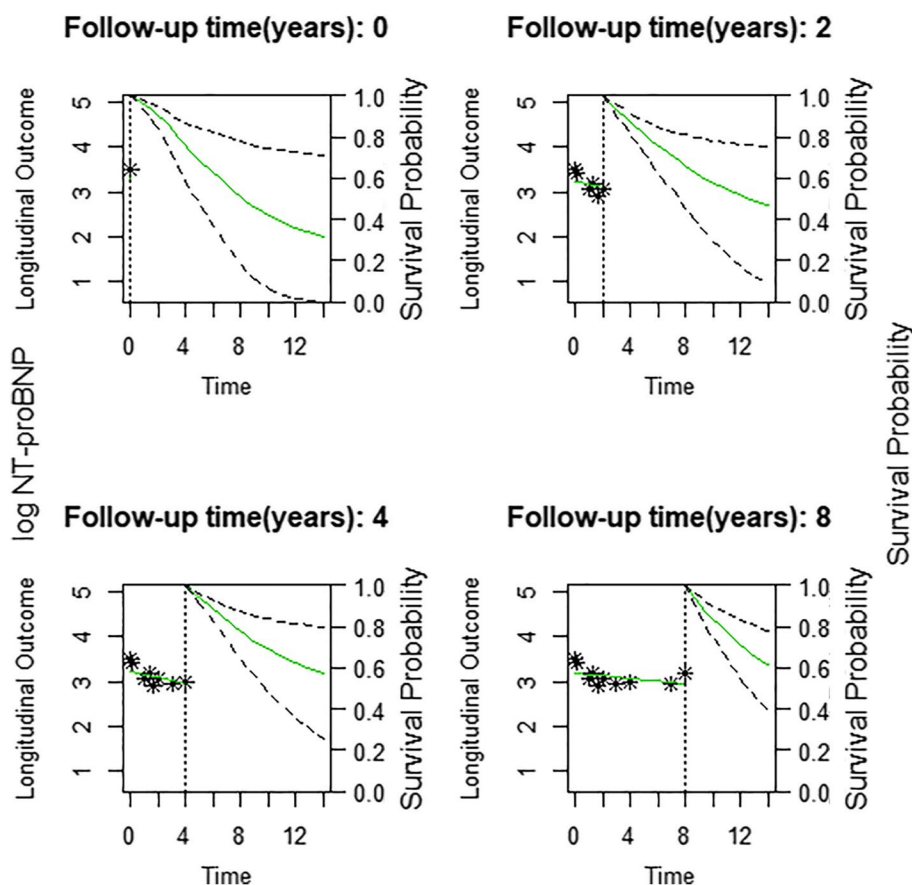 Follow-up time(years): 0
Longitudinal Outcome
5
4
3
2
1
1.0
0.8
0.6
0.4
0.2
0.0
Survival Probability
0 4 8 12
Time
Follow-up time(years): 2
Longitudinal Outcome
5
4
3
2
1
1.0
0.8
0.6
0.4
0.2
0.0
Survival Probability
0 4 8 12
Time
log NT-proBNP
Survival Probability
Follow-up time(years): 4
Longitudinal Outcome
5
4
3
2
1
1.0
0.8
0.6
0.4
0.2
0.0
Survival Probability
0 4 8 12
Time
Follow-up time(years): 8
Longitudinal Outcome
5
4
3
2
1
1.0
0.8
0.6
0.4
0.2
0.0
Survival Probability
0 4 8 12
Time